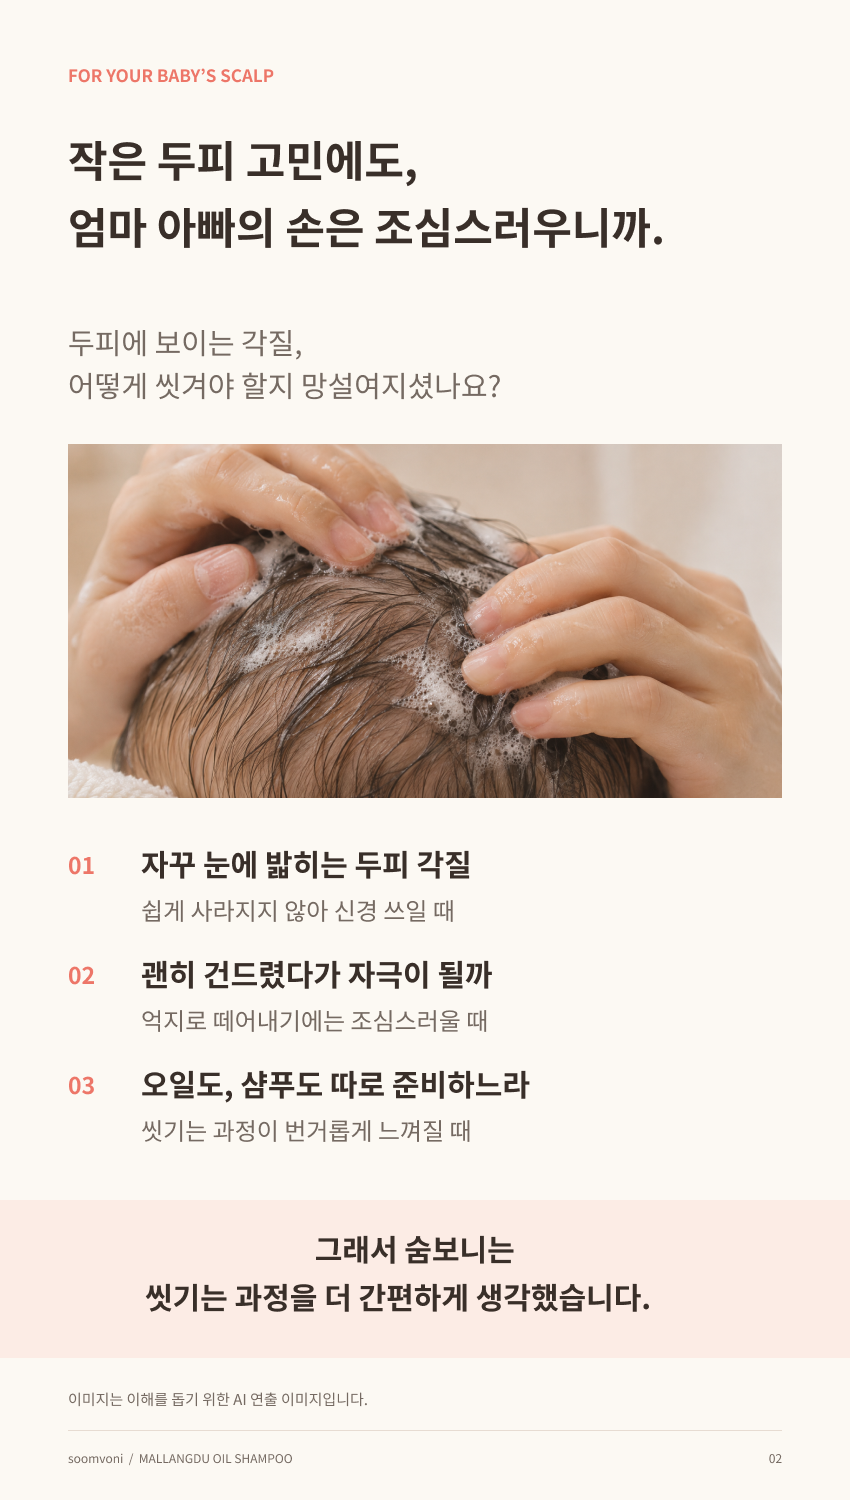 FOR YOUR BABY’S SCALP
작은 두피 고민에도,
엄마 아빠의 손은 조심스러우니까.
두피에 보이는 각질,
어떻게 씻겨야 할지 망설여지셨나요?
01 자꾸 눈에 밟히는 두피 각질
쉽게 사라지지 않아 신경 쓰일 때
02 괜히 건드렸다가 자극이 될까
억지로 떼어내기에는 조심스러울 때
03 오일도, 샴푸도 따로 준비하느라
씻기는 과정이 번거롭게 느껴질 때
그래서 숨보니는
씻기는 과정을 더 간편하게 생각했습니다.
이미지는 이해를 돕기 위한 AI 연출 이미지입니다.
soomvoni / MALLANGDU OIL SHAMPOO 02